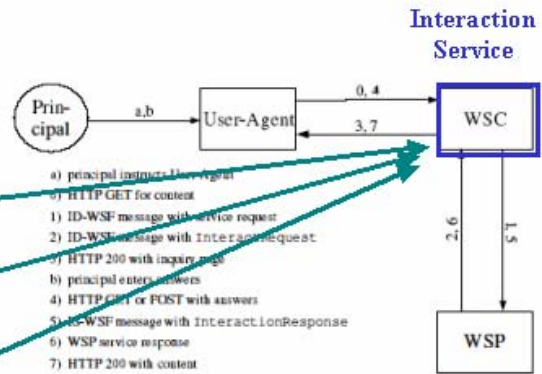 Interaction
Service
Prin-
cipal
a,b
User-Agent
0, 4
3, 7
WSC
a) principal instructs User-Agent
HTTP GET for content
1) ID-WSF message with service request
2) ID-WSF message with InteractRequest
HTTP 200 with inquiry page
b) principal enters answers
4) HTTP GET or POST with answers
5) ID-WSF message with InteractionResponse
6) WSP service response
7) HTTP 200 with content
2, 6
1, 5
WSP